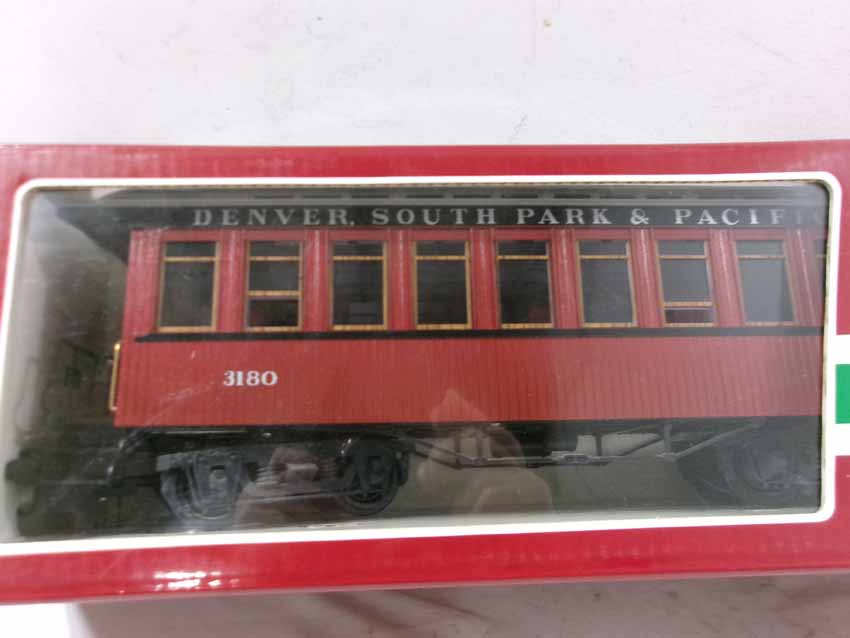 DENVER, SOUTH PARK & PACIFIC
3180